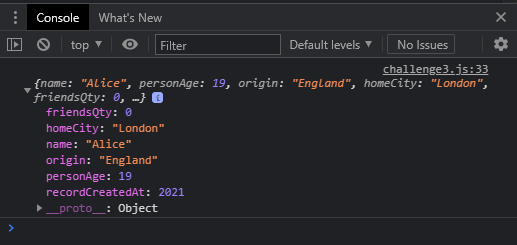 Console What's New
top Filter Default levels No Issues
challenge3.js:33
{name: "Alice", personAge: 19, origin: "England", homeCity: "London",
friendsQty: 0, …} i
friendsQty: 0
homeCity: "London"
name: "Alice"
origin: "England"
personAge: 19
recordCreatedAt: 2021
__proto__: Object